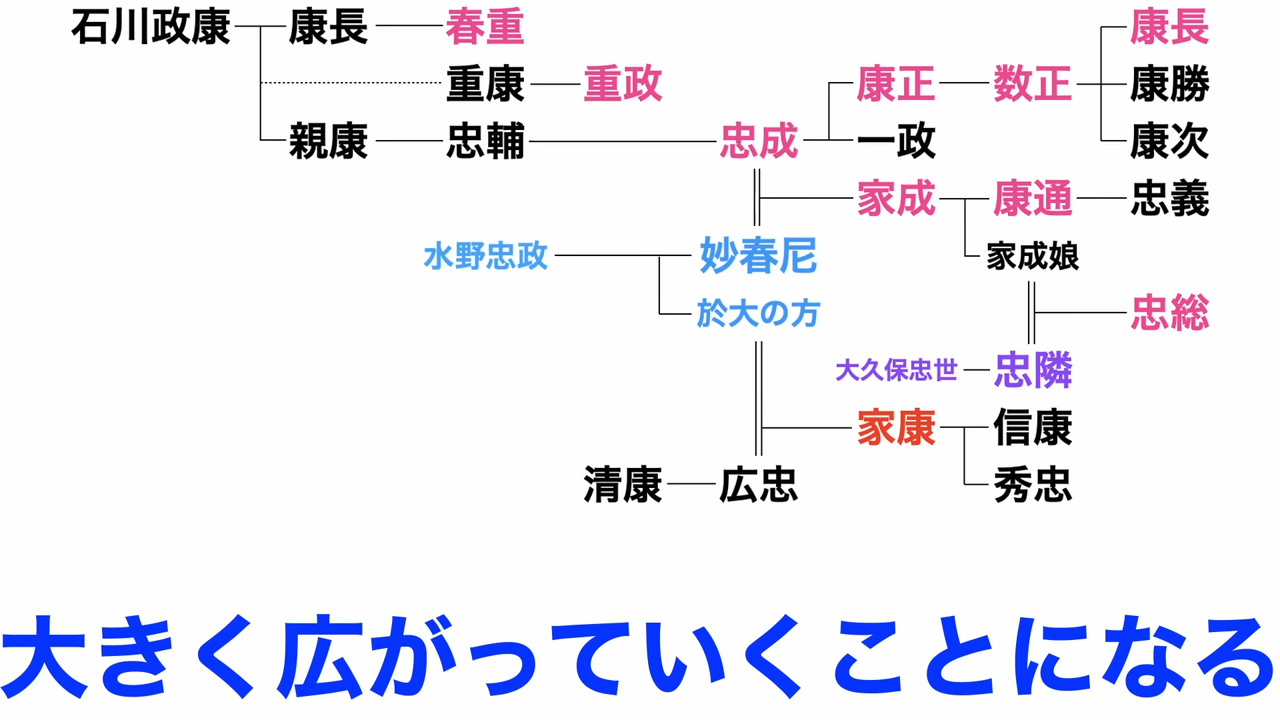 石川政康 康長 春重 康長
重康 重政 康正 数正 康勝
親康 忠輔 忠成 一政 康次
家成 康通 忠義
水野忠政 妙春尼 家成娘
於大の方 忠総
大久保忠世 忠隣
家康 信康
清康 広忠 秀忠
大きく広がっていくことになる